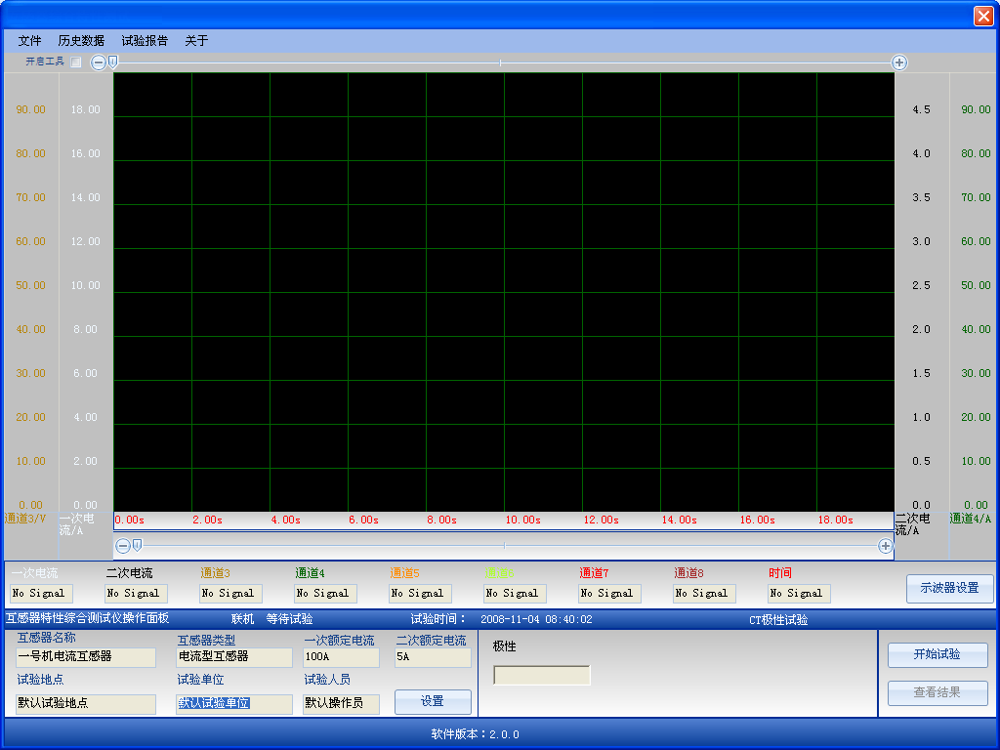 文件 历史数据 试验报告 关于
开启工具
90.00 18.00 4.5 90.00
80.00 16.00 4.0 80.00
70.00 14.00 3.5 70.00
60.00 12.00 3.0 60.00
50.00 10.00 2.5 50.00
40.00 8.00 2.0 40.00
30.00 6.00 1.5 30.00
20.00 4.00 1.0 20.00
10.00 2.00 0.5 10.00
0.00 0.00 0.0 0.00
通道3/V 一次电流/A 0.00s 2.00s 4.00s 6.00s 8.00s 10.00s 12.00s 14.00s 16.00s 18.00s 二次电流/A 通道4/A
一次电流 二次电流 通道3 通道4 通道5 通道7 通道8 时间
No Signal No Signal No Signal No Signal No Signal No Signal No Signal No Signal No Signal
示波器设置
互感器特性综合测试仪操作面板 联机 等待试验 试验时间： 2008-11-04 08:40:02 CT极性试验
互感器名称 互感器类型 一次额定电流 二次额定电流 极性
一号机电流互感器 电流型互感器 100A 5A
开始试验
试验地点 试验单位 试验人员
默认试验地点 默认试验单位 默认操作员 设置
查看结果
软件版本：2.0.0